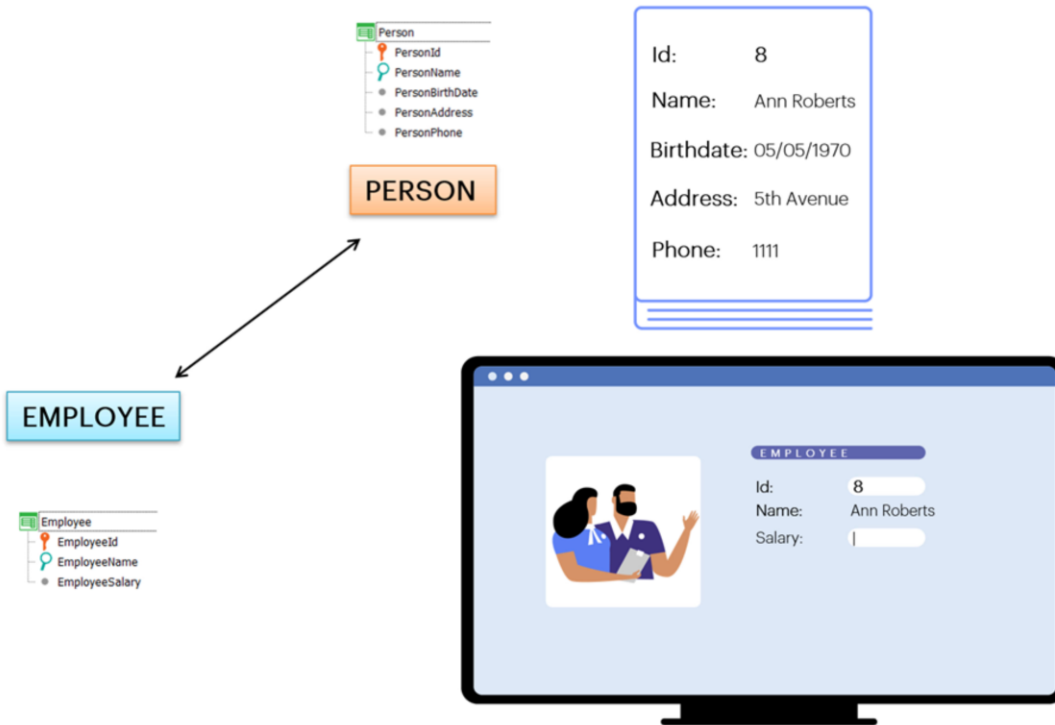 Person
PersonId
PersonName
PersonBirthDate
PersonAddress
PersonPhone
PERSON
Id: 8
Name: Ann Roberts
Birthdate: 05/05/1970
Address: 5th Avenue
Phone: 1111
EMPLOYEE
Employee
EmployeeId
EmployeeName
EmployeeSalary
EMPLOYEE
Id: 8
Name: Ann Roberts
Salary: